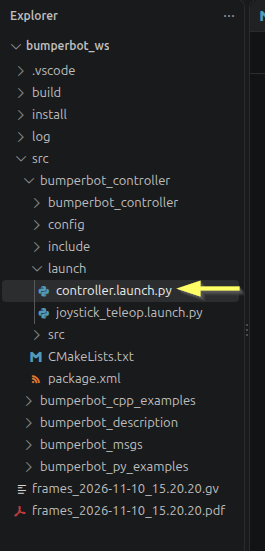 Explorer ...
bumperbot_ws
.vscode
build
install
log
src
bumperbot_controller
bumperbot_controller
config
include
launch
controller.launch.py
joystick_teleop.launch.py
src
CMakeLists.txt
package.xml
bumperbot_cpp_examples
bumperbot_description
bumperbot_msgs
bumperbot_py_examples
frames_2026-11-10_15.20.20.gv
frames_2026-11-10_15.20.20.pdf